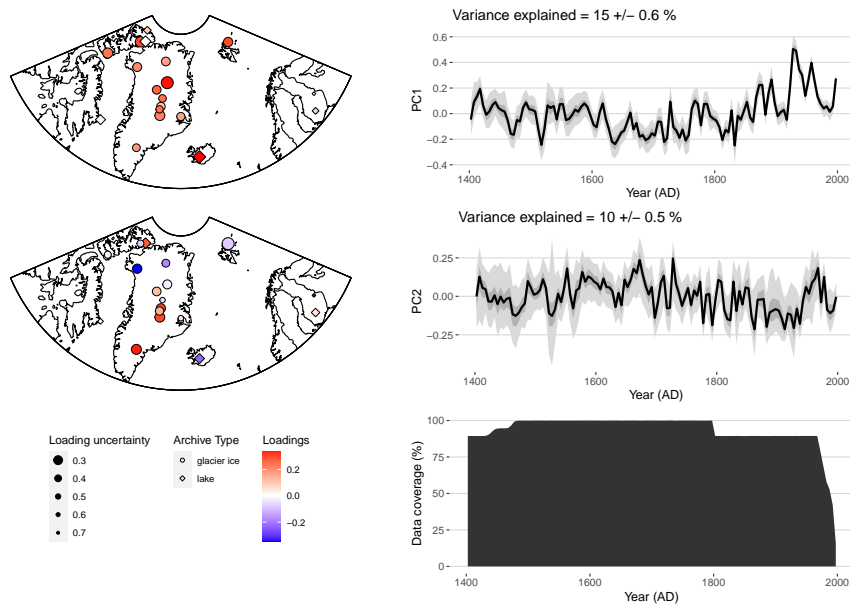 Variance explained = 15 +/− 0.6 %
0.6
0.4
0.2
0.0
−0.2
−0.4
PC1
1400
1600
1800
2000
Year (AD)
Variance explained = 10 +/− 0.5 %
0.25
0.00
−0.25
PC2
1400
1600
1800
2000
Year (AD)
Loading uncertainty
0.3
0.4
0.5
0.6
0.7
Archive Type
glacier ice
lake
Loadings
0.2
0.0
−0.2
100
75
50
25
0
Data coverage (%)
1400
1600
1800
2000
Year (AD)